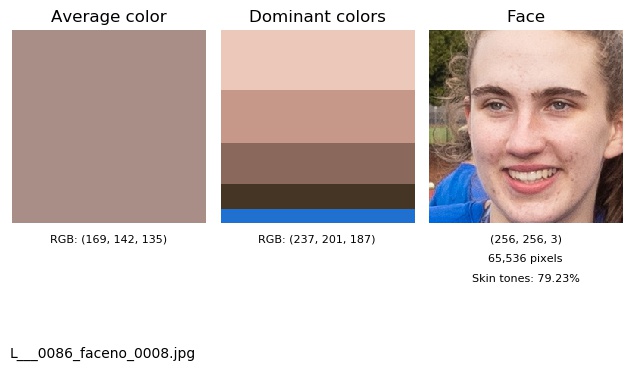 Average color
Dominant colors
Face
RGB: (169, 142, 135)
RGB: (237, 201, 187)
(256, 256, 3)
65,536 pixels
Skin tones: 79.23%
L___0086_faceno_0008.jpg